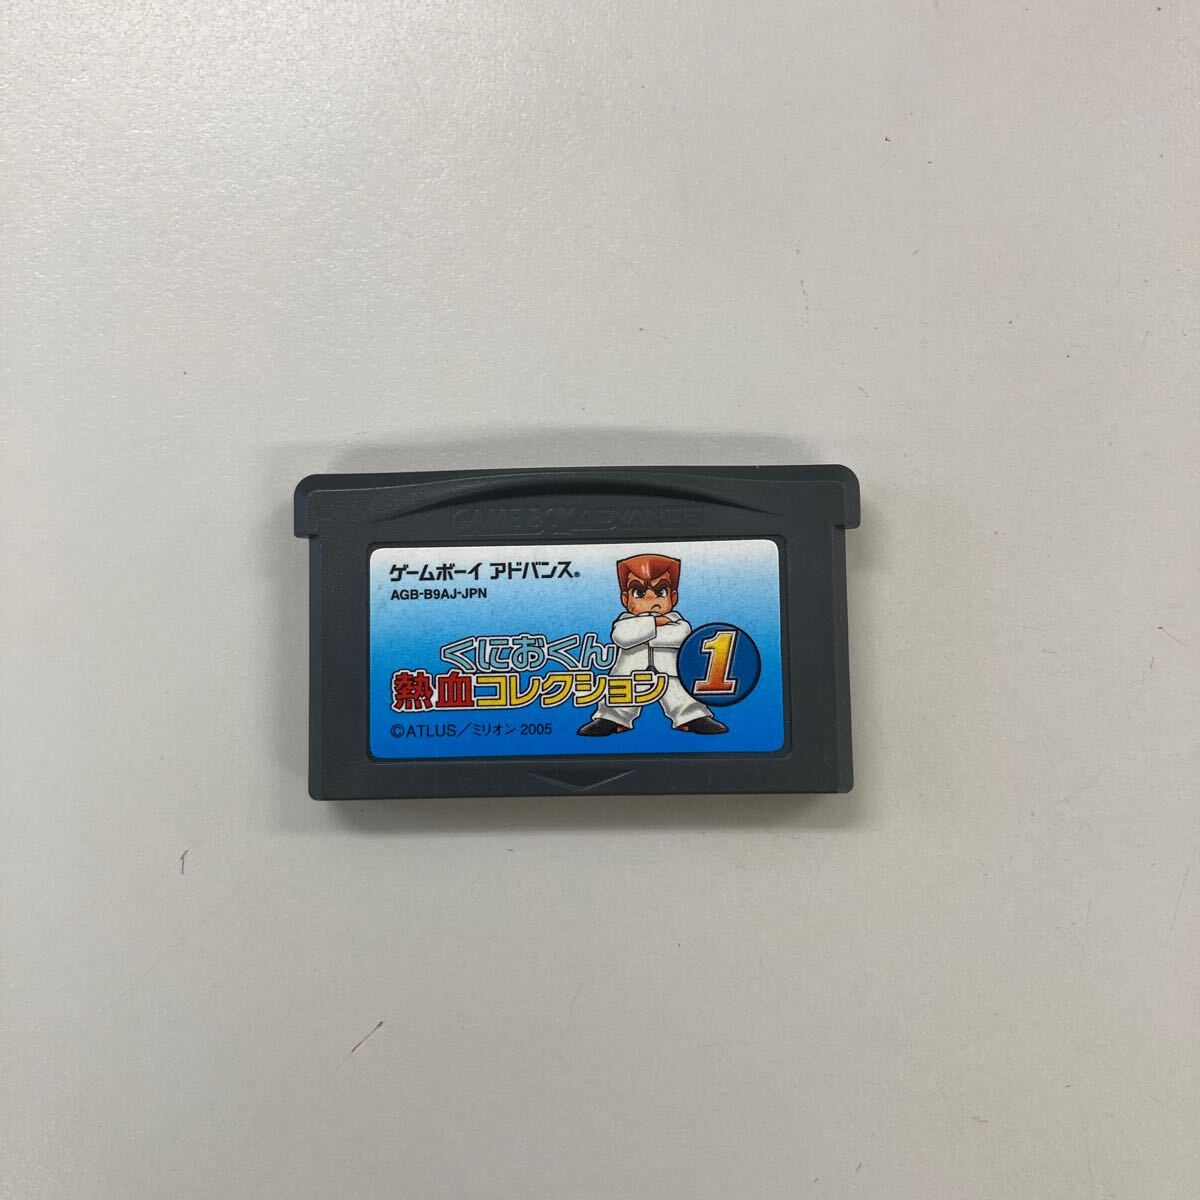 GAME BOY ADVANCE
ゲームボーイ アドバンス®
AGB-B9AJ-JPN
くにおくん
熱血コレクション 1
©ATLUS／ミリオン 2005